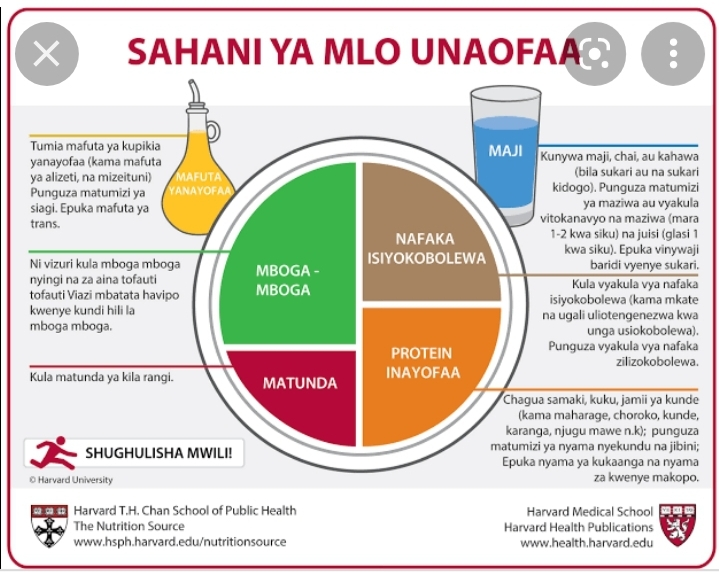 SAHANI YA MLO UNAOFAA
Tumia mafuta ya kupikia
yanayofaa (kama mafuta
ya alizeti, na mizeituni)
Punguza matumizi ya
siagi. Epuka mafuta ya
trans.
MAFUTA
YANAYOFAA
MAJI
Kunywa maji, chai, au kahawa
(bila sukari au na sukari
kidogo). Punguza matumizi
ya maziwa au vyakula
vitokanavyo na maziwa (mara
1-2 kwa siku) na juisi (glasi 1
kwa siku). Epuka vinywaji
baridi vyenye sukari.
Ni vizuri kula mboga mboga
nyingi na za aina tofauti
tofauti Viazi mbatata havipo
kwenye kundi hili la
mboga mboga.
MBOGA -
MBOGA
NAFAKA
ISIYOKOBOLEWA
Kula vyakula vya nafaka
isiyokobolewa (kama mkate
na ugali uliotengenezwa kwa
unga usiokobolewa).
Punguza vyakula vya nafaka
zilizokobolewa.
Kula matunda ya kila rangi.
MATUNDA
PROTEIN
INAYOFAA
Chagua samaki, kuku, jamii ya kunde
(kama maharage, choroko, kunde,
karanga, njugu mawe n.k); punguza
matumizi ya nyama nyekundu na jibini;
Epuka nyama ya kukaanga na nyama
za kwenye makopo.
SHUGHULISHA MWILI!
© Harvard University
Harvard T.H. Chan School of Public Health
The Nutrition Source
www.hsph.harvard.edu/nutritionsource
Harvard Medical School
Harvard Health Publications
www.health.harvard.edu